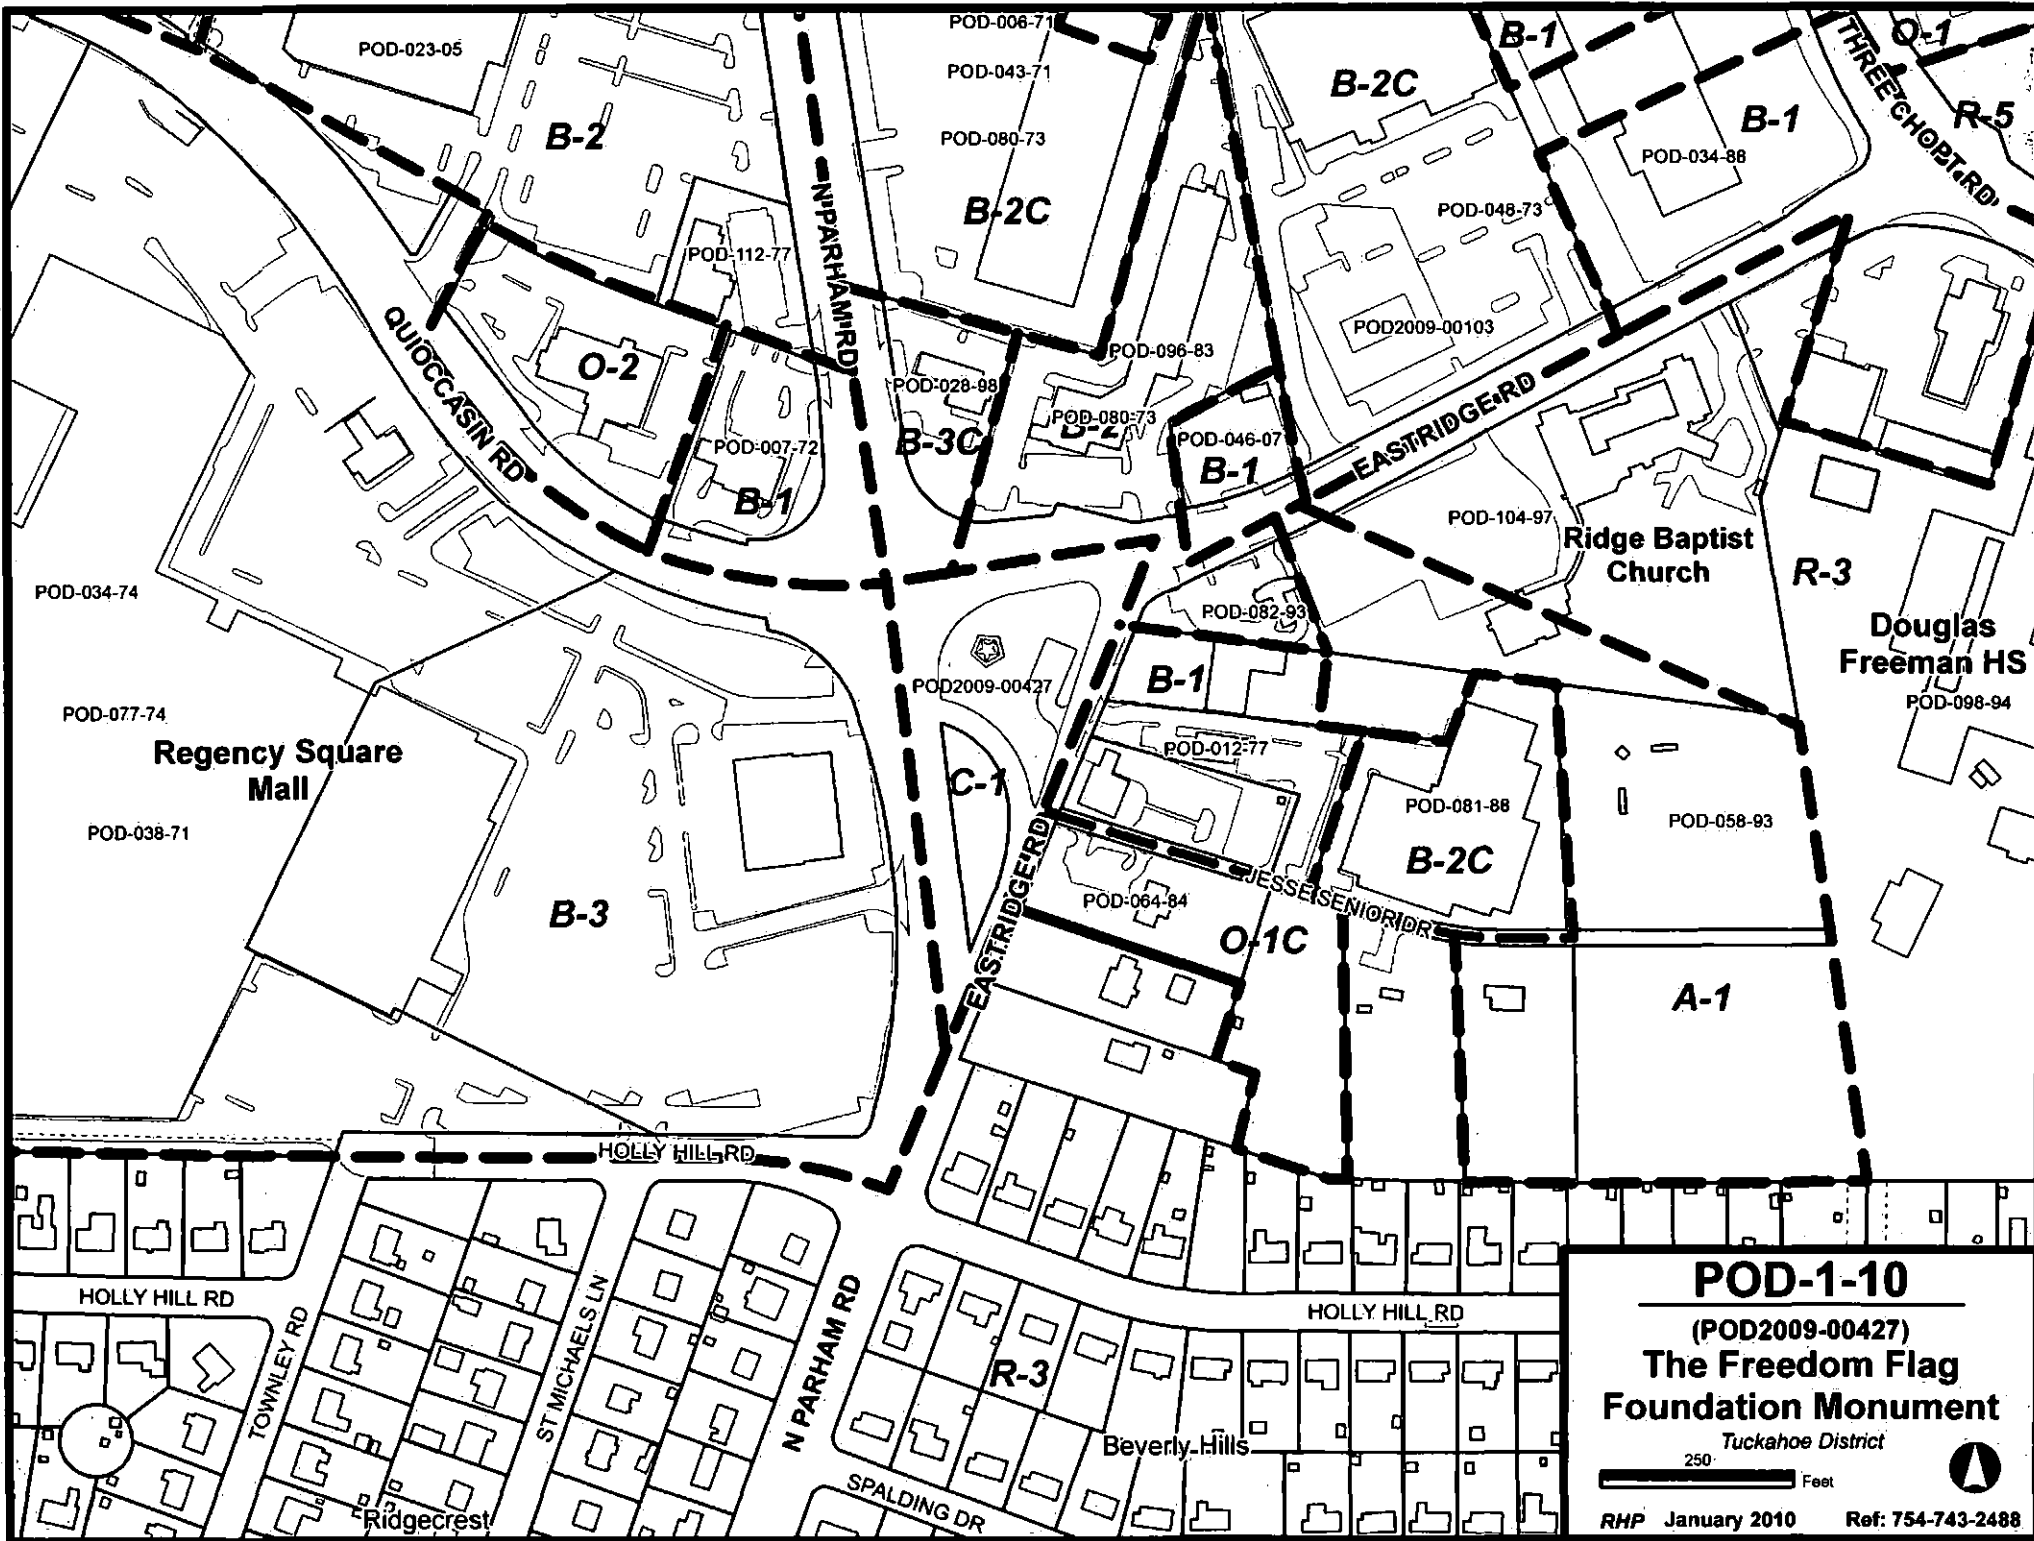 POD-006-71
POD-023-05
B-1
O-1
POD-043-71
B-2C
THREE CHOPT RD
B-2
POD-080-73
B-1
R-5
POD-034-88
N PARHAM RD
B-2C
POD-048-73
POD-112-77
QUIOCCASIN RD
POD2009-00103
O-2
POD-096-83
POD-028-98
POD-080-73
B-2
EASTRIDGE RD
POD-007-72
B-3C
POD-046-07
B-1
B-1
POD-104-97
Ridge Baptist
Church
R-3
POD-034-74
POD-082-93
Douglas
Freeman HS
POD2009-00427
B-1
POD-098-94
POD-077-74
Regency Square
Mall
POD-012-77
C-1
POD-038-71
POD-081-88
POD-058-93
B-2C
EASTRIDGE RD
JESSE SENIOR DR
POD-064-84
B-3
O-1C
EASTRIDGE RD
A-1
HOLLY HILL RD
HOLLY HILL RD
TOWNLEY RD
ST MICHAELS LN
N PARHAM RD
HOLLY HILL RD
R-3
Beverly Hills
SPALDING DR
Ridgecrest
POD-1-10
(POD2009-00427)
The Freedom Flag
Foundation Monument
Tuckahoe District
250
Feet
RHP January 2010 Ref: 754-743-2488